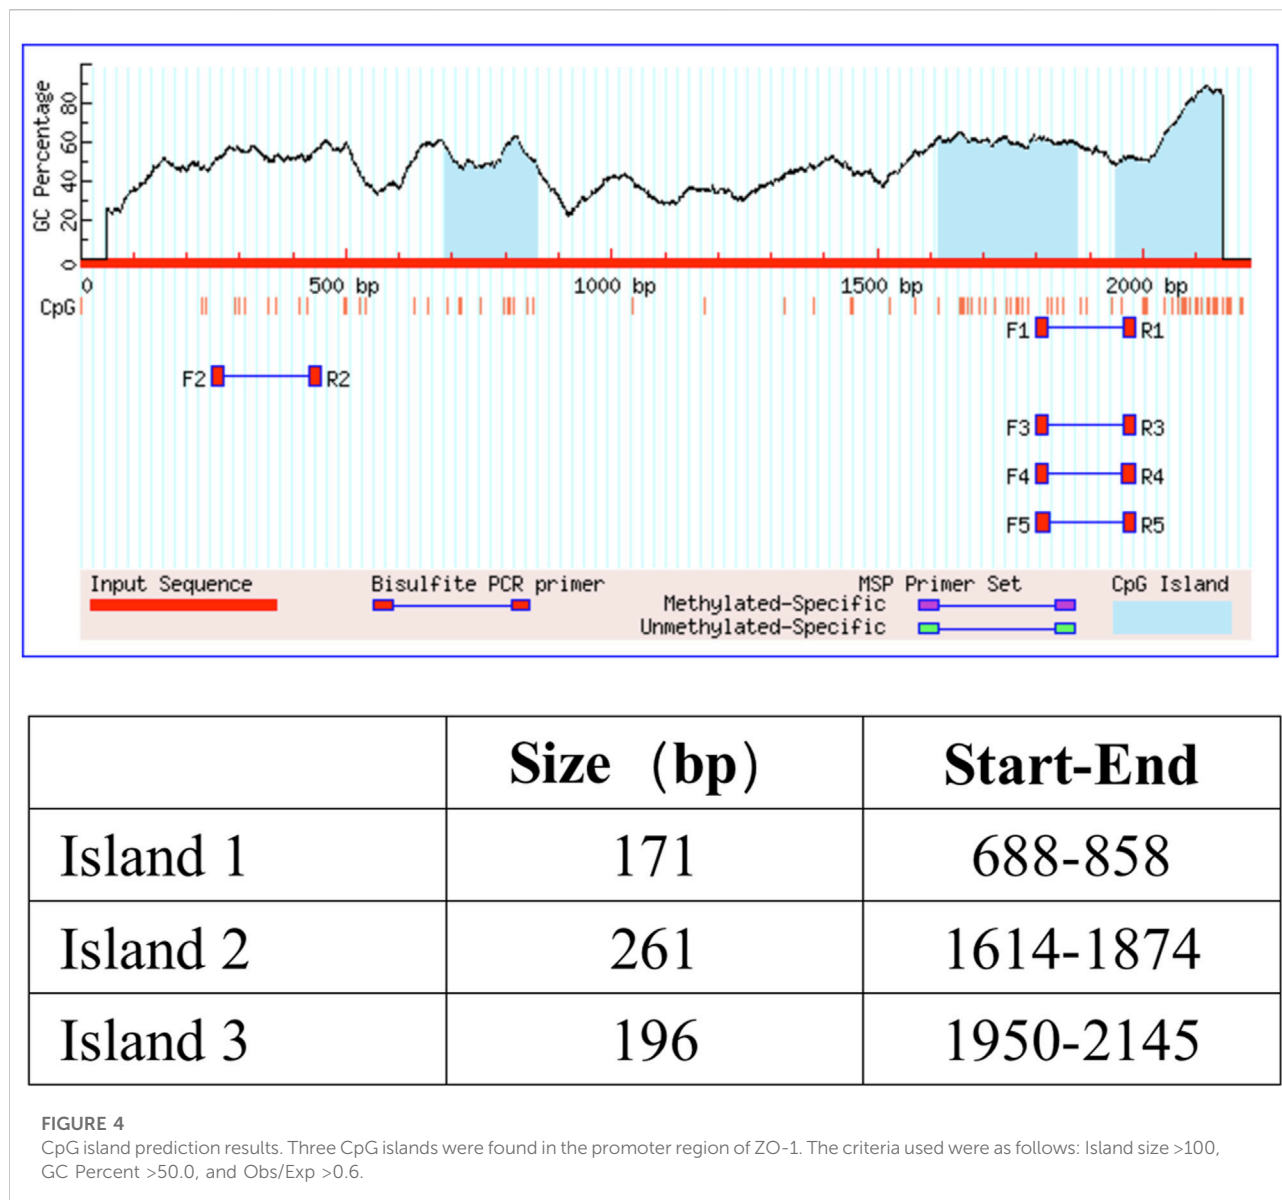 GC Percentage
80
60
40
20
0
0 500 bp 1000 bp 1500 bp 2000 bp
CpG
F1 R1
F2 R2
F3 R3
F4 R4
F5 R5
Input Sequence Bisulfite PCR primer MSP Primer Set CpG Island
Methylated-Specific
Unmethylated-Specific
Size (bp) Start-End
Island 1 171 688-858
Island 2 261 1614-1874
Island 3 196 1950-2145
FIGURE 4
CpG island prediction results. Three CpG islands were found in the promoter region of ZO-1. The criteria used were as follows: Island size >100,
GC Percent >50.0, and Obs/Exp >0.6.